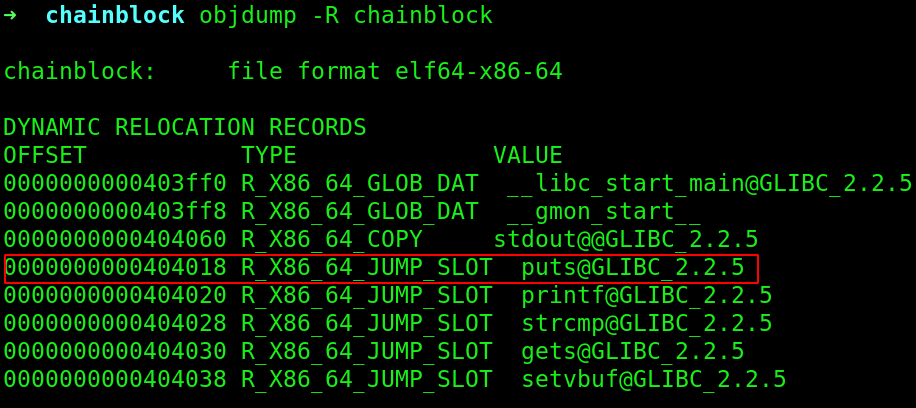 → chainblock objdump -R chainblock
chainblock:     file format elf64-x86-64
DYNAMIC RELOCATION RECORDS
OFFSET           TYPE              VALUE
0000000000403ff0 R_X86_64_GLOB_DAT  __libc_start_main@GLIBC_2.2.5
0000000000403ff8 R_X86_64_GLOB_DAT  __gmon_start__
0000000000404060 R_X86_64_COPY     stdout@@GLIBC_2.2.5
0000000000404018 R_X86_64_JUMP_SLOT  puts@GLIBC_2.2.5
0000000000404020 R_X86_64_JUMP_SLOT  printf@GLIBC_2.2.5
0000000000404028 R_X86_64_JUMP_SLOT  strcmp@GLIBC_2.2.5
0000000000404030 R_X86_64_JUMP_SLOT  gets@GLIBC_2.2.5
0000000000404038 R_X86_64_JUMP_SLOT  setvbuf@GLIBC_2.2.5